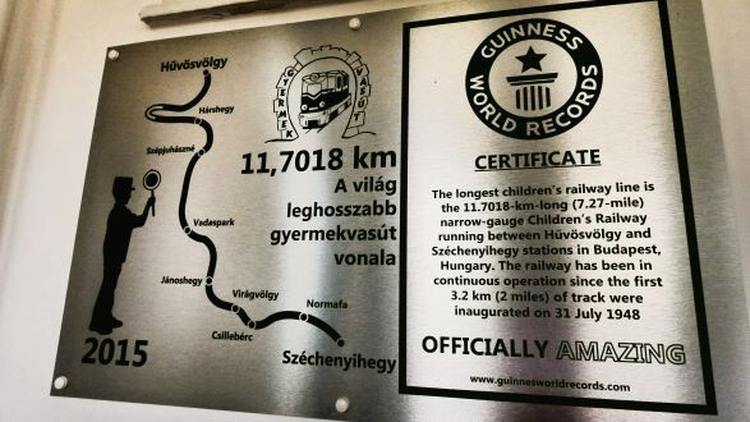 Hűvösvölgy
Hárshegy
Szépjuhászné
Vadaspark
Jánoshegy
Virágvölgy
Csillebérc
Normafa
Széchenyihegy
2015
GYERMEK
VASÚT
11,7018 km
A világ
leghosszabb
gyermekvasút
vonala
GUINNESS
WORLD RECORDS
CERTIFICATE
The longest children's railway line is
the 11.7018-km-long (7.27-mile)
narrow-gauge Children's Railway
running between Hűvösvölgy and
Széchenyihegy stations in Budapest,
Hungary. The railway has been in
continuous operation since the first
3.2 km (2 miles) of track were
inaugurated on 31 July 1948
OFFICIALLY AMAZING
www.guinnesworldrecords.com